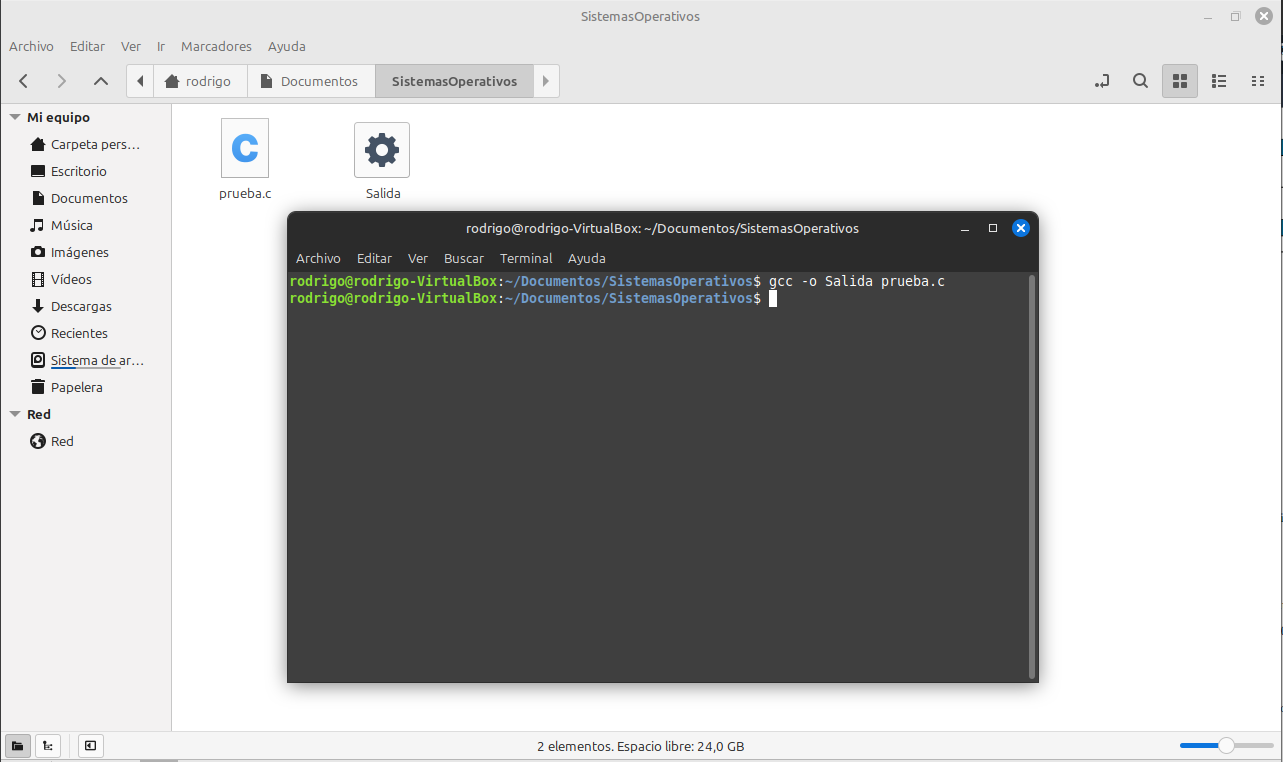 SistemasOperativos
Archivo Editar Ver Ir Marcadores Ayuda
rodrigo Documentos SistemasOperativos
Mi equipo
Carpeta pers...
Escritorio
Documentos
Música
Imágenes
Vídeos
Descargas
Recientes
Sistema de ar...
Papelera
Red
Red
C
prueba.c
Salida
rodrigo@rodrigo-VirtualBox: ~/Documentos/SistemasOperativos
Archivo Editar Ver Buscar Terminal Ayuda
rodrigo@rodrigo-VirtualBox:~/Documentos/SistemasOperativos$ gcc -o Salida prueba.c
rodrigo@rodrigo-VirtualBox:~/Documentos/SistemasOperativos$
2 elementos. Espacio libre: 24,0 GB